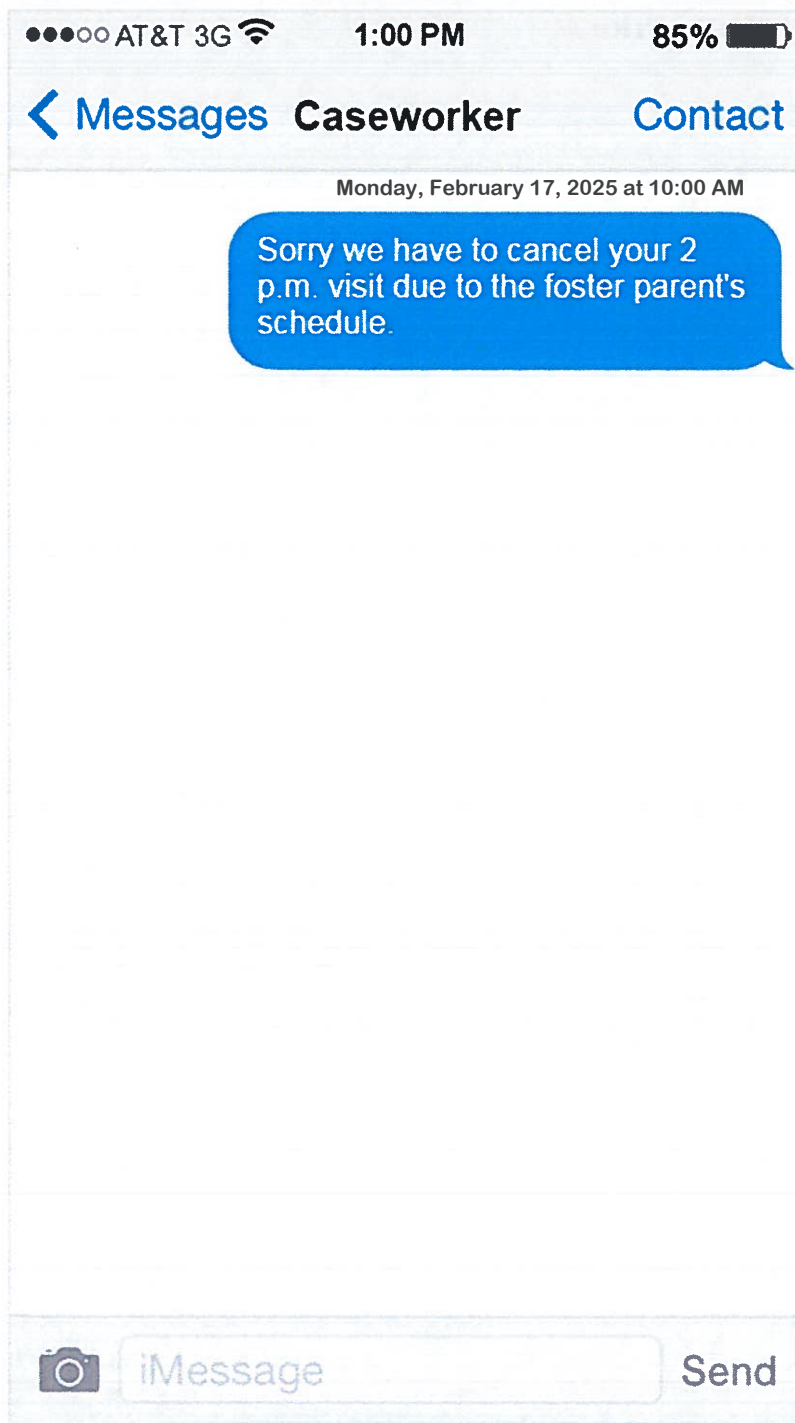 AT&T 3G 1:00 PM 85%
Messages Caseworker Contact
Monday, February 17, 2025 at 10:00 AM
Sorry we have to cancel your 2
p.m. visit due to the foster parent's
schedule.
iMessage Send